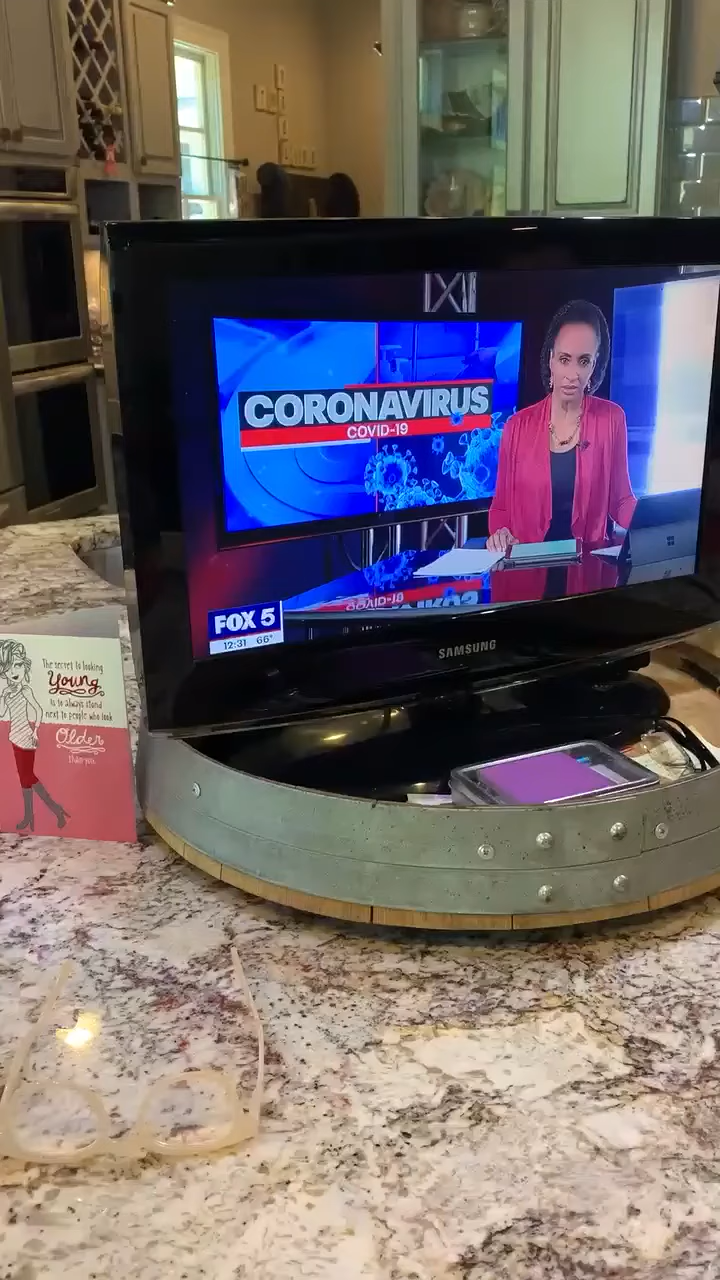 CORONAVIRUS
COVID-19
FOX 5
12:31 66°
SAMSUNG
The secret to looking
Young
is to always stand
next to people who look
Older
than you.